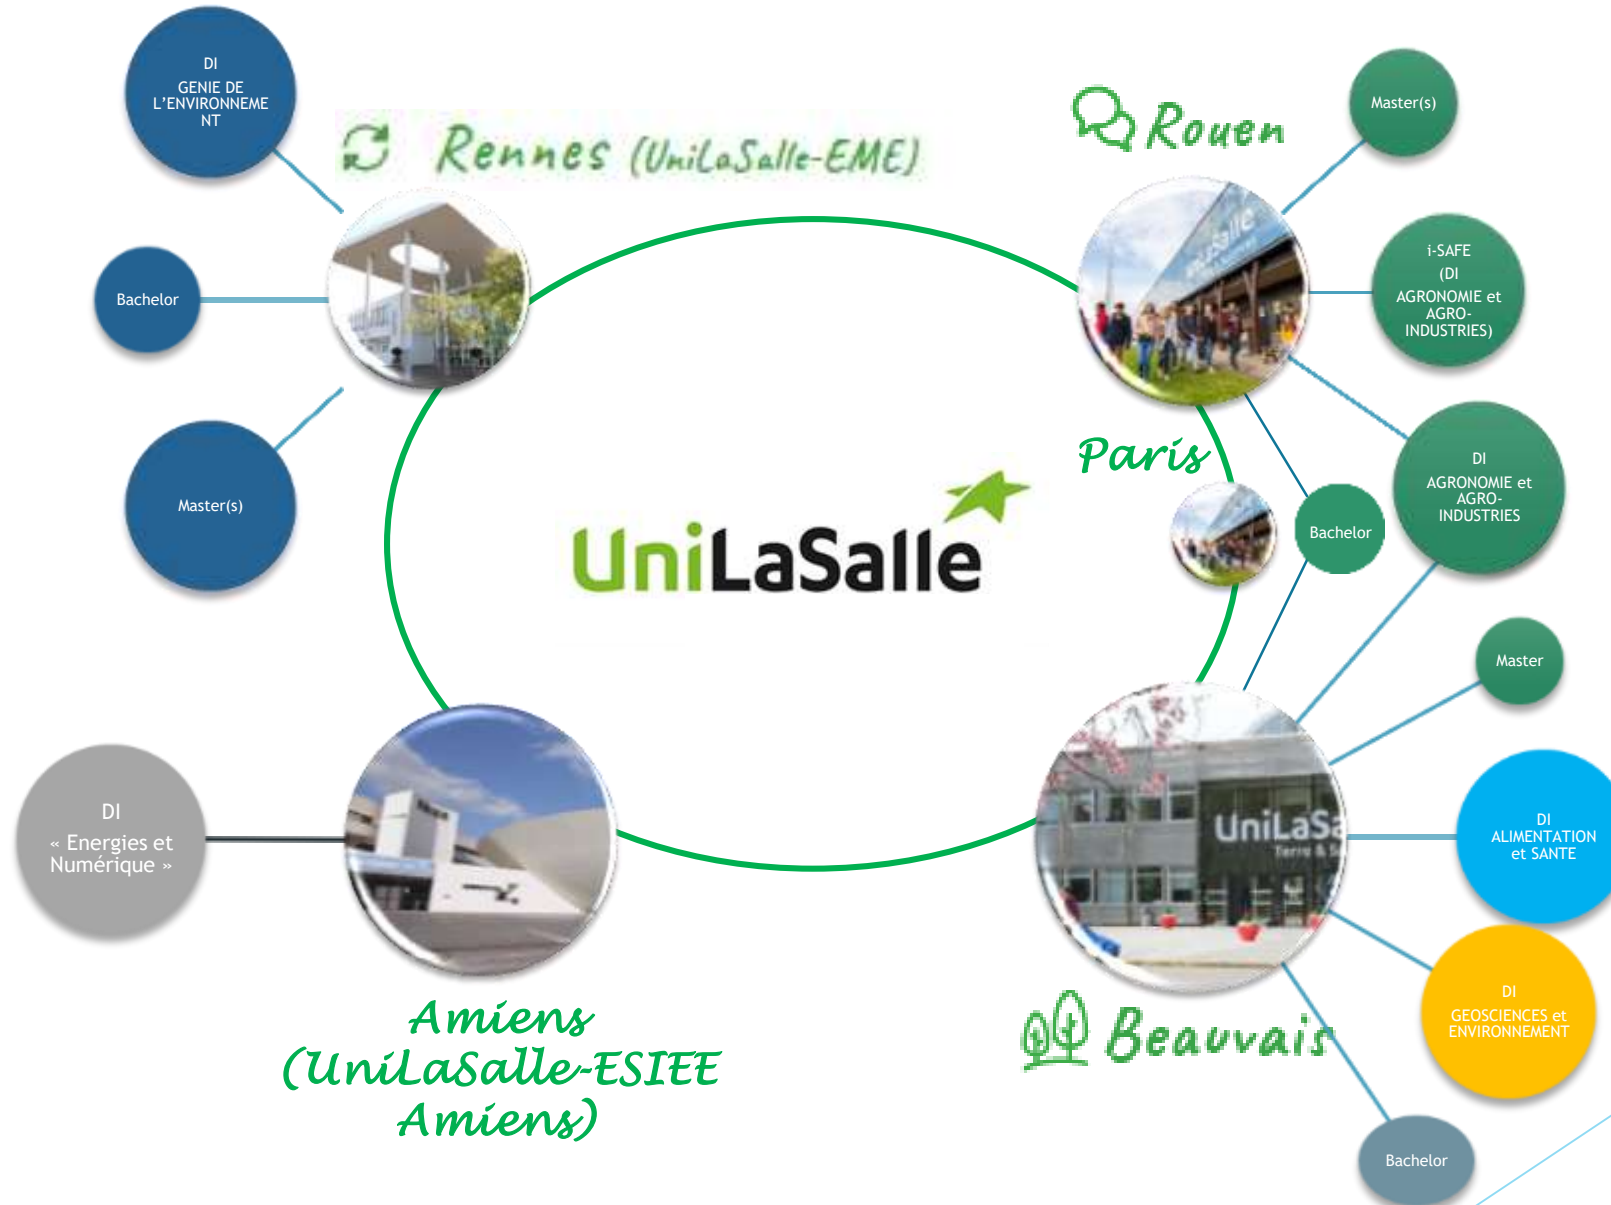 DI
GENIE DE
L'ENVIRONNEME
NT
Rennes (UniLaSalle-EME)
Bachelor
Master(s)
Rouen
Master(s)
i-SAFE
(DI
AGRONOMIE et
AGRO-
INDUSTRIES)
DI
AGRONOMIE et
AGRO-
INDUSTRIES
Paris
Bachelor
UniLaSalle
Master
DI
« Energies et
Numérique »
UniLaSa
DI
ALIMENTATION
et SANTE
DI
GEOSCIENCES et
ENVIRONNEMENT
Amiens
(UniLaSalle-ESIEE
Amiens)
Beauvais
Bachelor